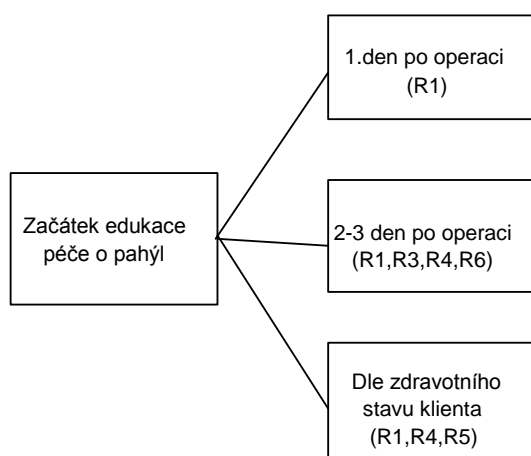 1.den po operaci
(R1)
Začátek edukace
péče o pahýl
2-3 den po operaci
(R1,R3,R4,R6)
Dle zdravotního
stavu klienta
(R1,R4,R5)